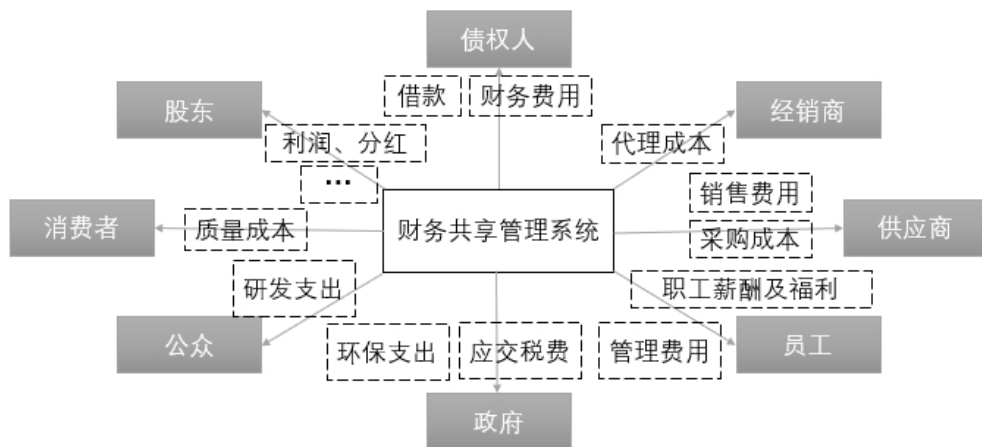 债权人
借款
财务费用
股东
经销商
利润、分红
代理成本
...
销售费用
消费者
质量成本
财务共享管理系统
采购成本
供应商
研发支出
职工薪酬及福利
公众
环保支出
应交税费
管理费用
员工
政府